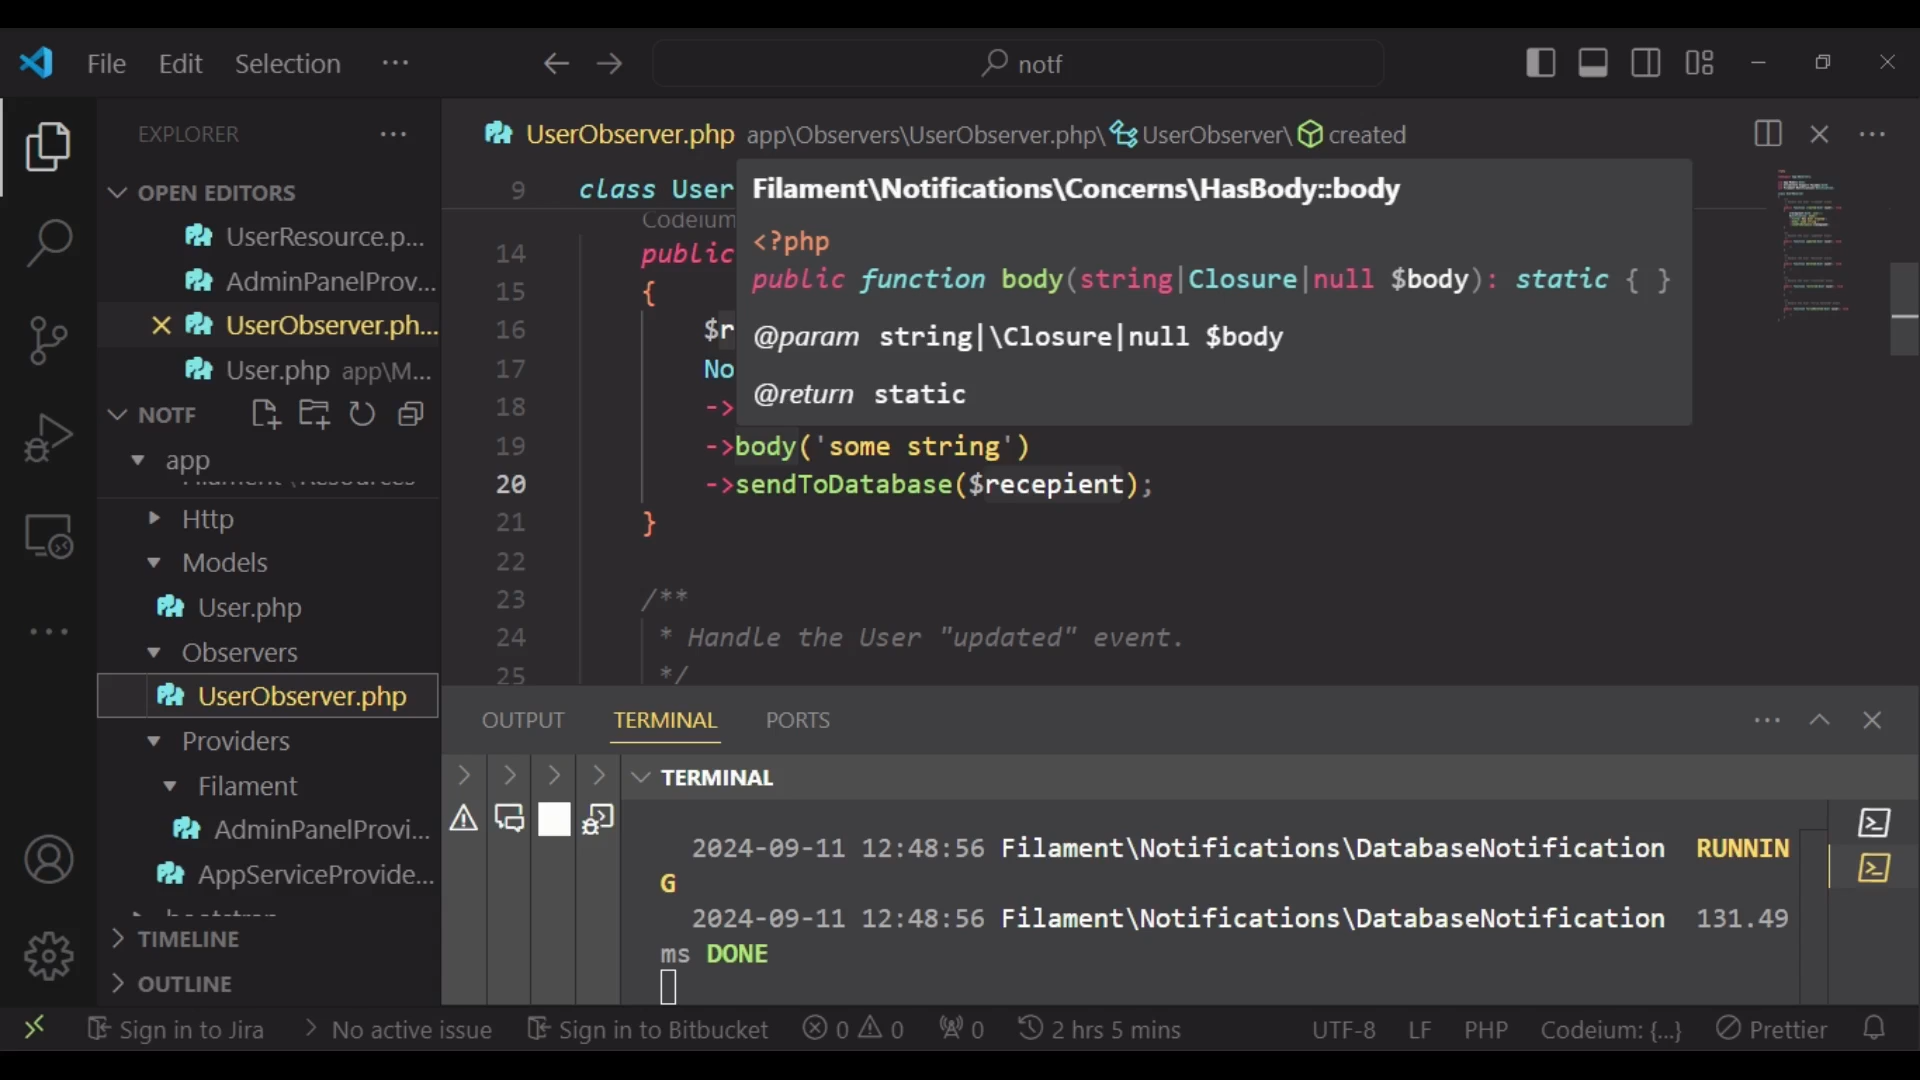 File Edit Selection ···
notf
EXPLORER ···
OPEN EDITORS
UserResource.p...
AdminPanelProv...
UserObserver.ph...
User.php app\M...
NOTF
app
Http
Models
User.php
Observers
UserObserver.php
Providers
Filament
AdminPanelProvi...
AppServiceProvide...
TIMELINE
OUTLINE
UserObserver.php app\Observers\UserObserver.php\ UserObserver\ created
9 class User
Codeium
14 public
15 {
16 $r
17 No
18 ->
19 ->body('some string')
20 ->sendToDatabase($recepient);
21 }
22
23 /**
24 * Handle the User "updated" event.
25 */
Filament\Notifications\Concerns\HasBody::body
<?php
public function body(string|Closure|null $body): static { }
@param string|\Closure|null $body
@return static
OUTPUT TERMINAL PORTS
TERMINAL
2024-09-11 12:48:56 Filament\Notifications\DatabaseNotification RUNNIN
G
2024-09-11 12:48:56 Filament\Notifications\DatabaseNotification 131.49
ms DONE
Sign in to Jira No active issue Sign in to Bitbucket 0 0 0 2 hrs 5 mins UTF-8 LF PHP Codeium: {...} Prettier